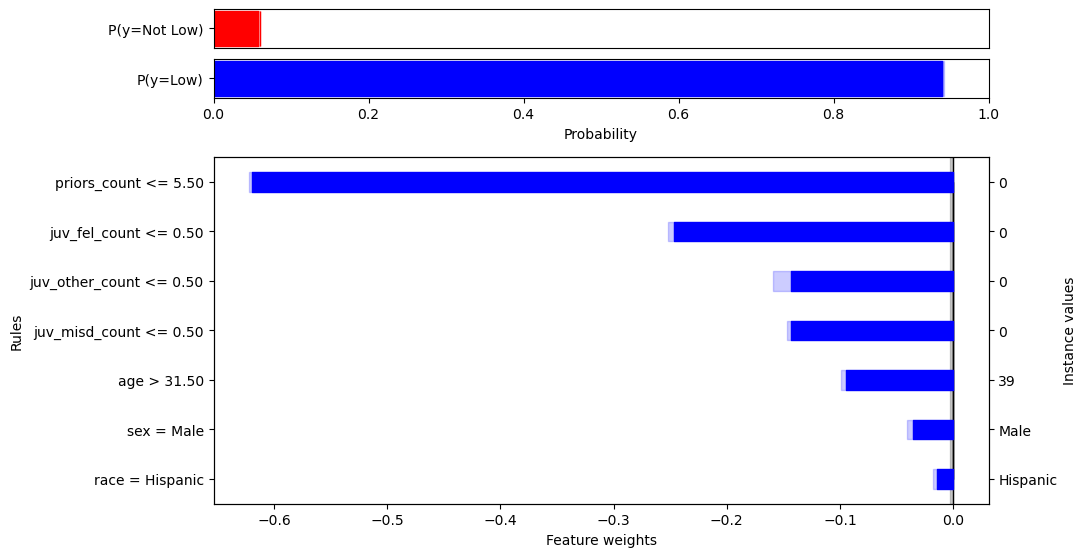 P(y=Not Low)
P(y=Low)
0.0 0.2 0.4 0.6 0.8 1.0
Probability
priors_count <= 5.50 0
juv_fel_count <= 0.50 0
juv_other_count <= 0.50 0
juv_misd_count <= 0.50 0
age > 31.50 39
sex = Male Male
race = Hispanic Hispanic
Rules
Instance values
−0.6 −0.5 −0.4 −0.3 −0.2 −0.1 0.0
Feature weights